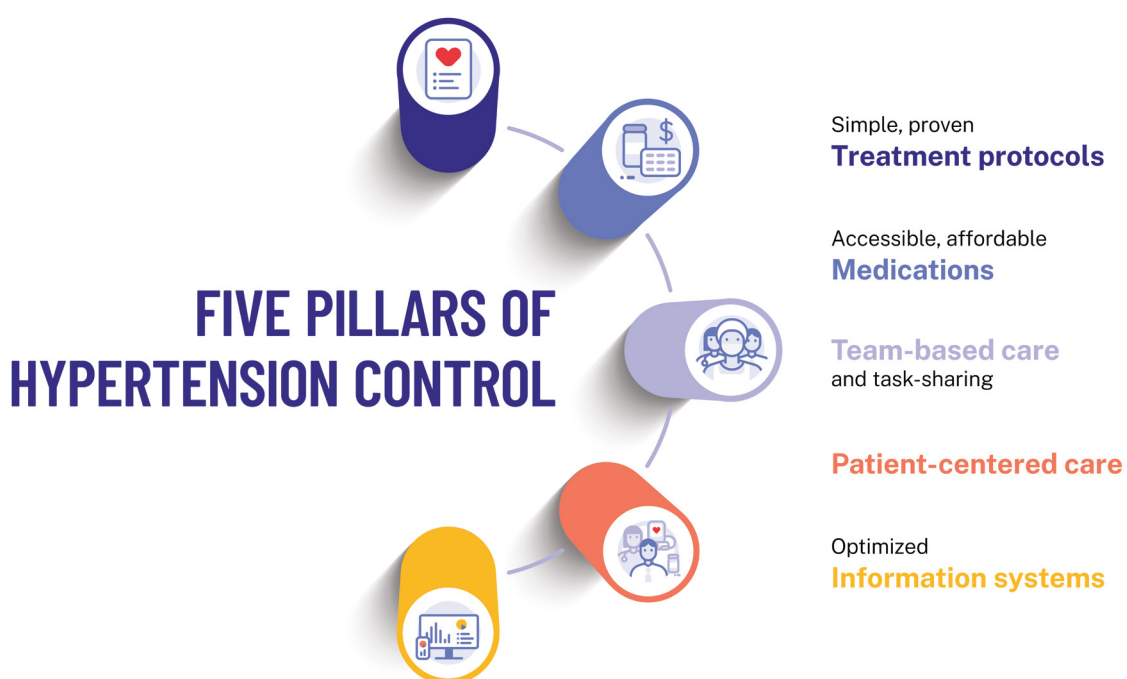 FIVE PILLARS OF
HYPERTENSION CONTROL
Simple, proven
Treatment protocols
Accessible, affordable
Medications
Team-based care
and task-sharing
Patient-centered care
Optimized
Information systems
$